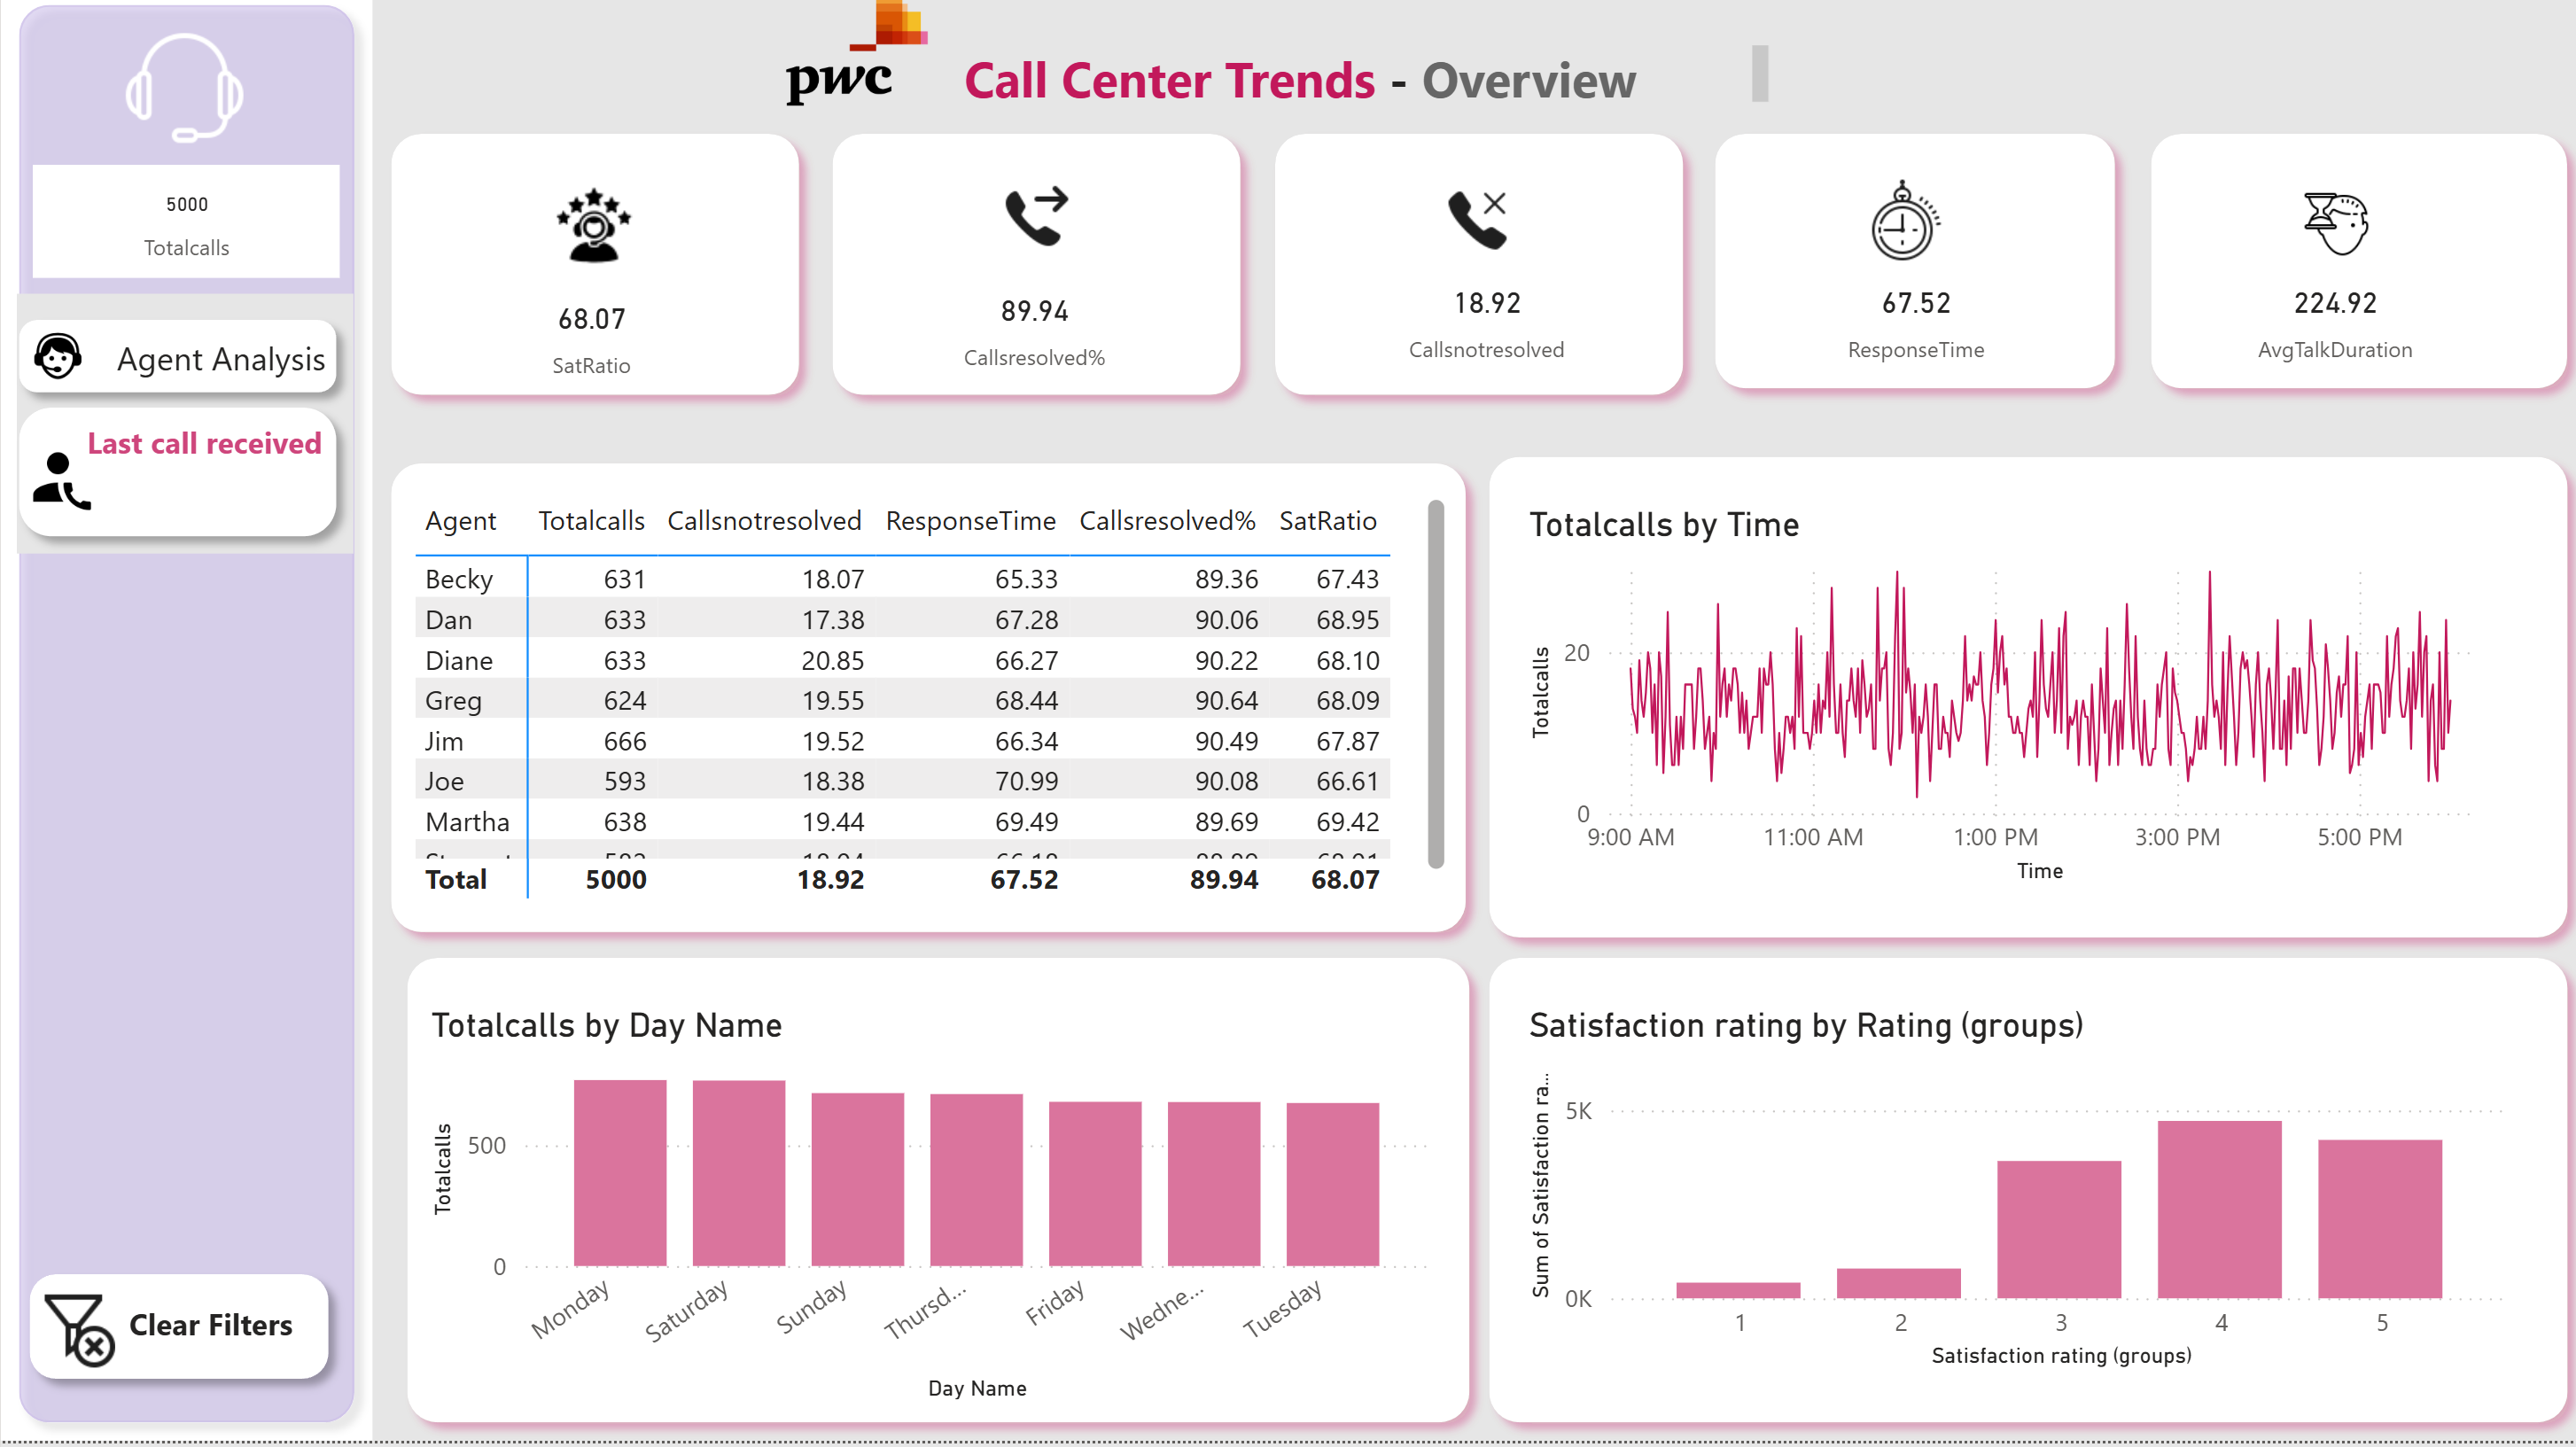 pwc
Call Center Trends - Overview
5000
Totalcalls
Agent Analysis
Last call received
Clear Filters
68.07
SatRatio
89.94
Callsresolved%
18.92
Callsnotresolved
67.52
ResponseTime
224.92
AvgTalkDuration
Agent Totalcalls Callsnotresolved ResponseTime Callsresolved% SatRatio
Becky 631 18.07 65.33 89.36 67.43
Dan 633 17.38 67.28 90.06 68.95
Diane 633 20.85 66.27 90.22 68.10
Greg 624 19.55 68.44 90.64 68.09
Jim 666 19.52 66.34 90.49 67.87
Joe 593 18.38 70.99 90.08 66.61
Martha 638 19.44 69.49 89.69 69.42
Total 5000 18.92 67.52 89.94 68.07
Totalcalls by Time
Totalcalls
20
0
9:00 AM 11:00 AM 1:00 PM 3:00 PM 5:00 PM
Time
Totalcalls by Day Name
Totalcalls
500
0
Monday Saturday Sunday Thursd... Friday Wedne... Tuesday
Day Name
Satisfaction rating by Rating (groups)
Sum of Satisfaction ra...
5K
0K
1 2 3 4 5
Satisfaction rating (groups)